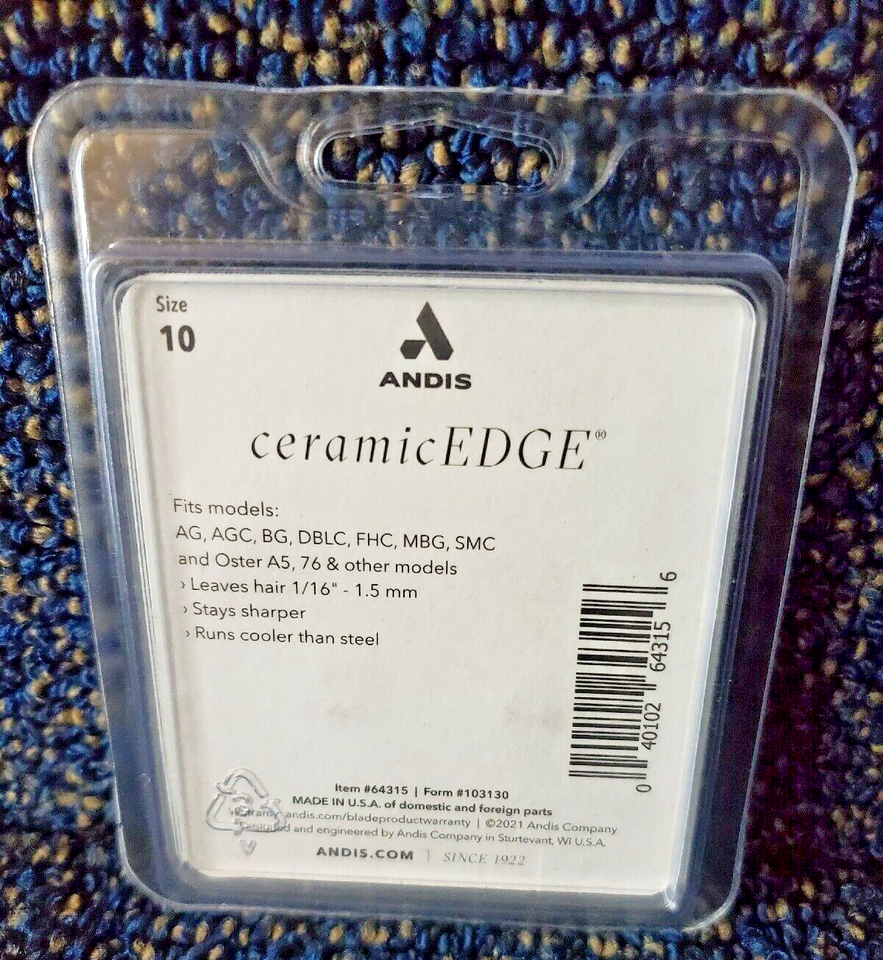 Size
10
ANDIS
ceramicEDGE®
Fits models:
AG, AGC, BG, DBLC, FHC, MBG, SMC
and Oster A5, 76 & other models
› Leaves hair 1/16" - 1.5 mm
› Stays sharper
› Runs cooler than steel
0 40102 64315 6
Item #64315 | Form #103130
MADE IN U.S.A. of domestic and foreign parts
andis.com/bladeproductwarranty | ©2021 Andis Company
and engineered by Andis Company in Sturtevant, WI U.S.A.
ANDIS.COM | SINCE 1922
V